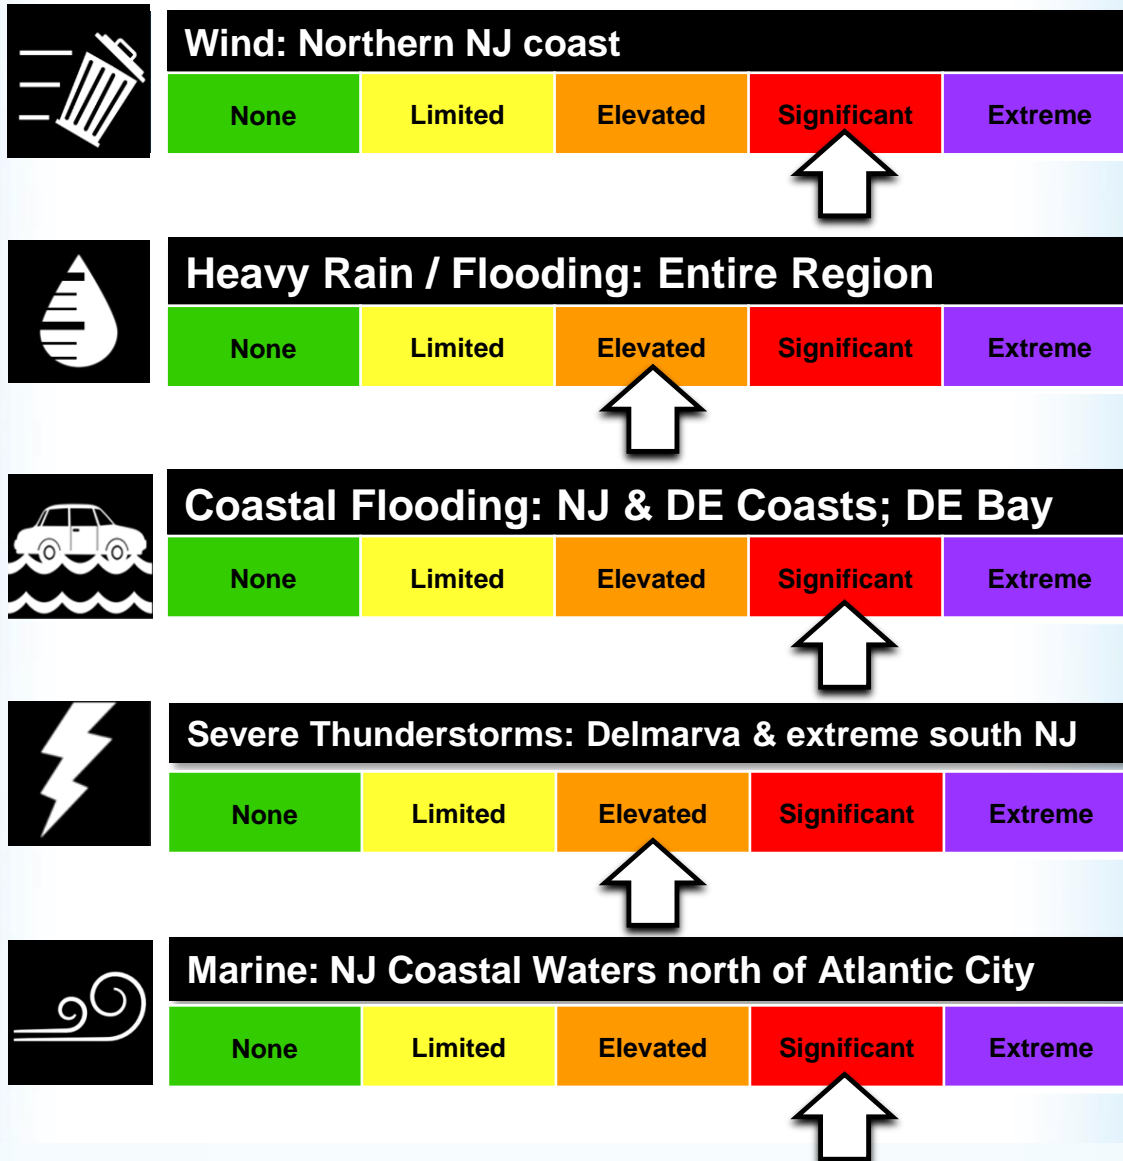 Wind: Northern NJ coast
None Limited Elevated Significant Extreme
Heavy Rain / Flooding: Entire Region
None Limited Elevated Significant Extreme
Coastal Flooding: NJ & DE Coasts; DE Bay
None Limited Elevated Significant Extreme
Severe Thunderstorms: Delmarva & extreme south NJ
None Limited Elevated Significant Extreme
Marine: NJ Coastal Waters north of Atlantic City
None Limited Elevated Significant Extreme